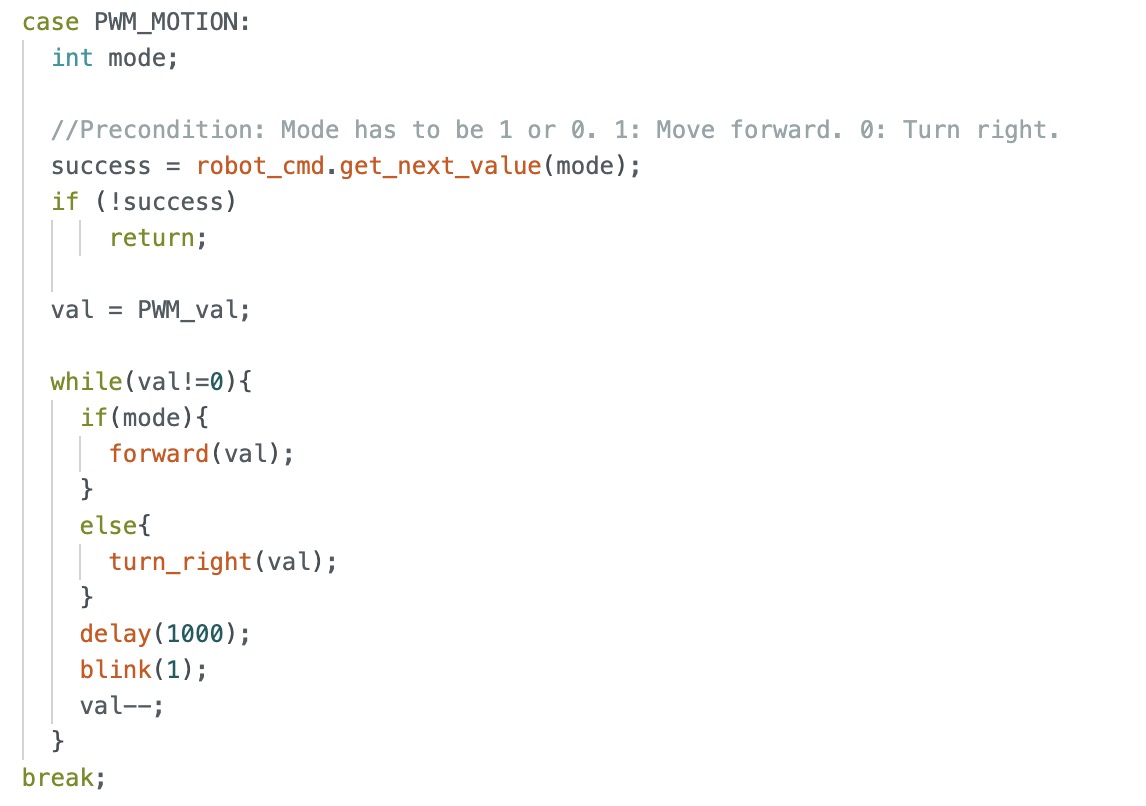 case PWM_MOTION:
int mode;
//Precondition: Mode has to be 1 or 0. 1: Move forward. 0: Turn right.
success = robot_cmd.get_next_value(mode);
if (!success)
return;
val = PWM_val;
while(val!=0){
if(mode){
forward(val);
}
else{
turn_right(val);
}
delay(1000);
blink(1);
val--;
}
break;